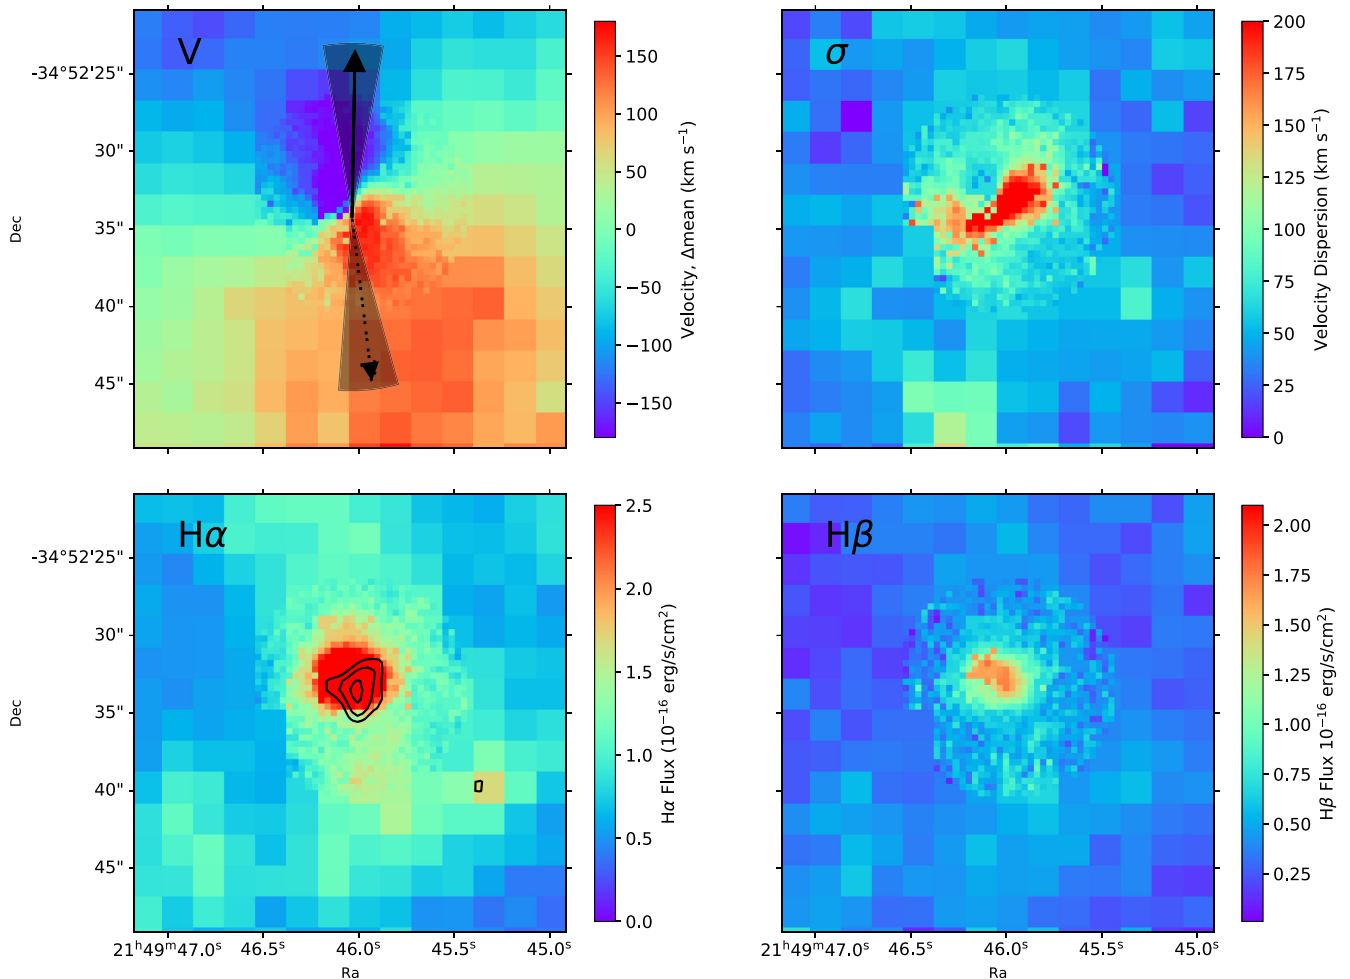 V
-34°52'25"
30"
35"
40"
45"
Dec
150
100
50
0
−50
−100
−150
Velocity, Δmean (km s⁻¹)
σ
200
175
150
125
100
75
50
25
0
Velocity Dispersion (km s⁻¹)
Hα
-34°52'25"
30"
35"
40"
45"
Dec
21ʰ49ᵐ47.0ˢ
46.5ˢ
46.0ˢ
45.5ˢ
45.0ˢ
Ra
2.5
2.0
1.5
1.0
0.5
0.0
Hα Flux (10⁻¹⁶ erg/s/cm²)
Hβ
21ʰ49ᵐ47.0ˢ
46.5ˢ
46.0ˢ
45.5ˢ
45.0ˢ
Ra
2.00
1.75
1.50
1.25
1.00
0.75
0.50
0.25
Hβ Flux 10⁻¹⁶ erg/s/cm²)